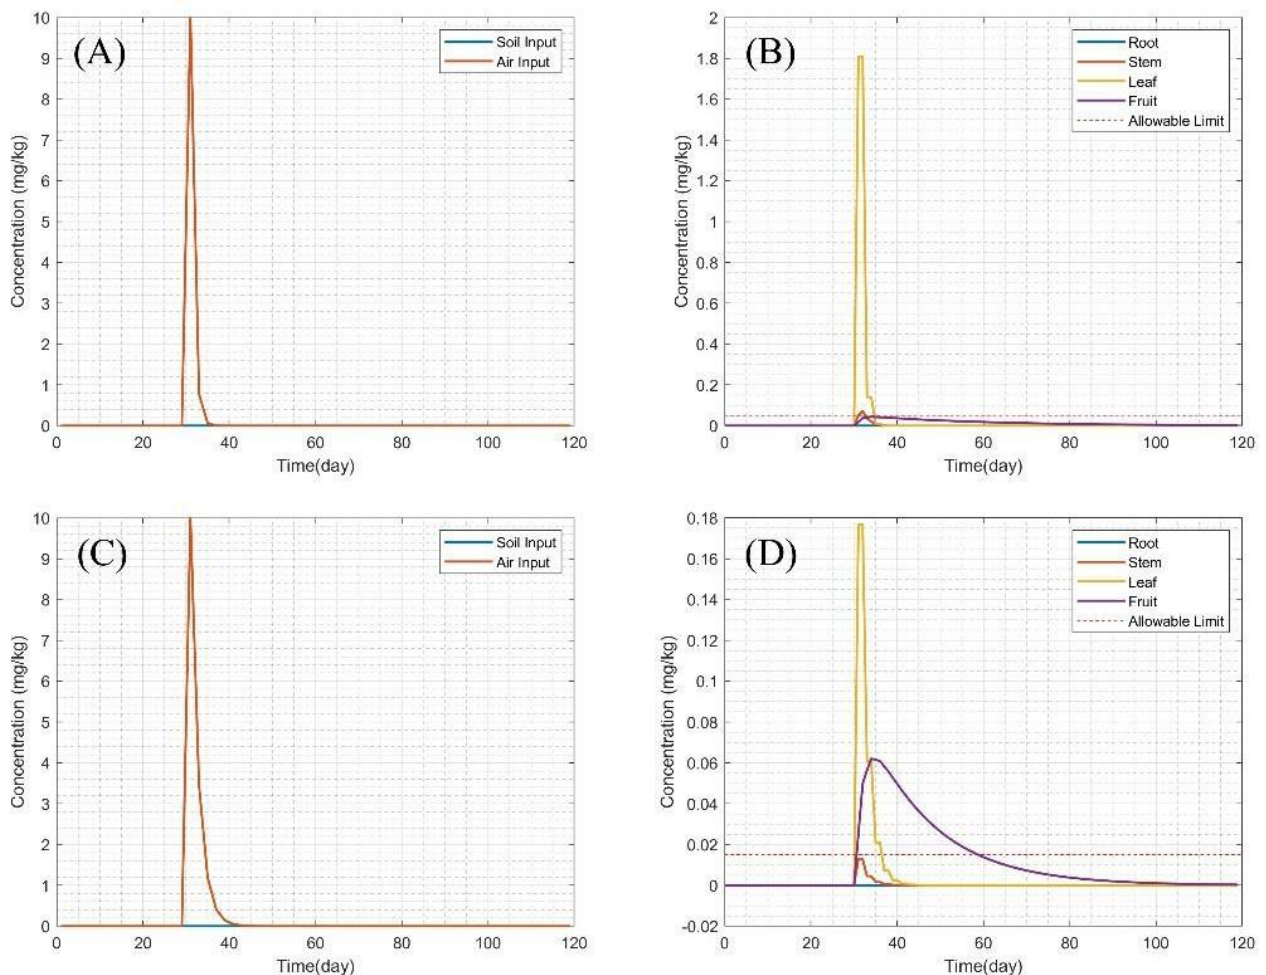 (A)
Soil Input
Air Input
10
9
8
7
6
5
4
3
2
1
0
0 20 40 60 80 100 120
Concentration (mg/kg)
Time(day)
(B)
Root
Stem
Leaf
Fruit
Allowable Limit
2
1.8
1.6
1.4
1.2
1
0.8
0.6
0.4
0.2
0
0 20 40 60 80 100 120
Concentration (mg/kg)
Time(day)
(C)
Soil Input
Air Input
10
9
8
7
6
5
4
3
2
1
0
0 20 40 60 80 100 120
Concentration (mg/kg)
Time(day)
(D)
Root
Stem
Leaf
Fruit
Allowable Limit
0.18
0.16
0.14
0.12
0.1
0.08
0.06
0.04
0.02
0
-0.02
0 20 40 60 80 100 120
Concentration (mg/kg)
Time(day)